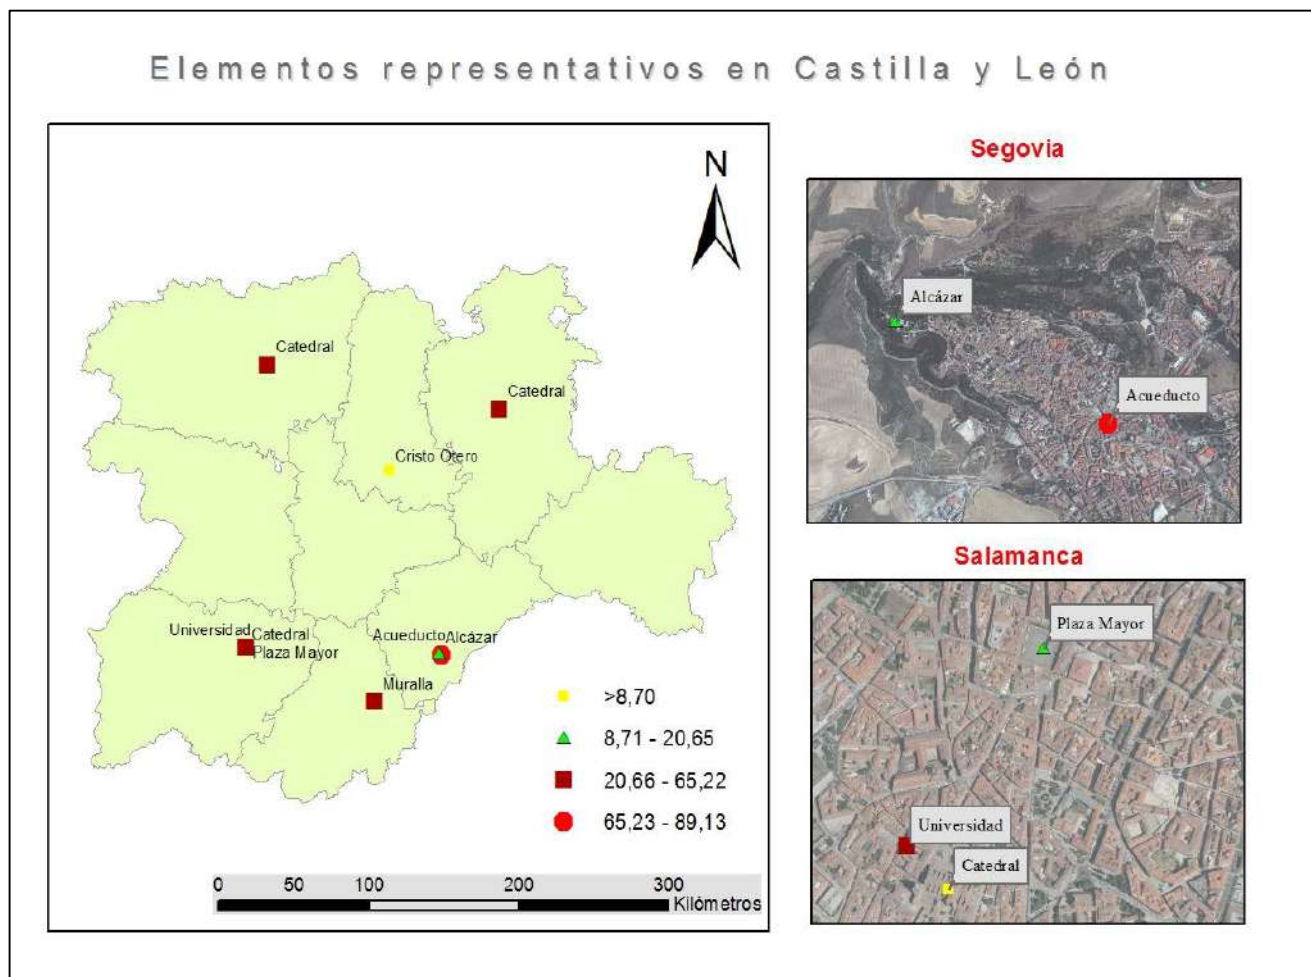 Elementos representativos en Castilla y León
N
Catedral
Catedral
Cristo Otero
Universidad
Catedral
Plaza Mayor
Acueducto
Alcázar
Muralla
>8,70
8,71 - 20,65
20,66 - 65,22
65,23 - 89,13
0 50 100 200 300
Kilómetros
Segovia
Alcázar
Acueducto
Salamanca
Plaza Mayor
Universidad
Catedral